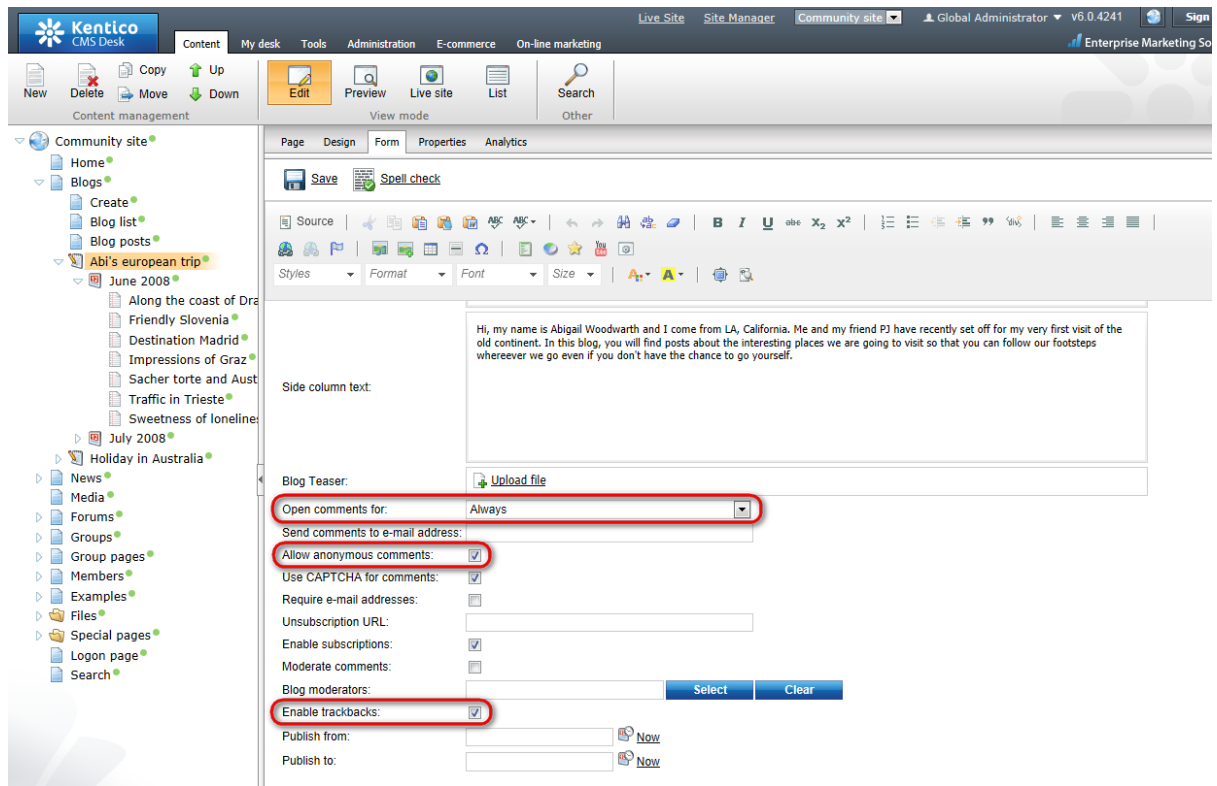 Live Site Site Manager Community site Global Administrator v6.0.4241 Sign
Kentico
CMS Desk
Content My desk Tools Administration E-commerce On-line marketing
Enterprise Marketing So
Copy Up
New Delete Move Down
Edit Preview Live site List Search
Content management View mode Other
Community site
Home
Blogs
Create
Blog list
Blog posts
Abi's european trip
June 2008
Along the coast of Dra
Friendly Slovenia
Destination Madrid
Impressions of Graz
Sacher torte and Aust
Traffic in Trieste
Sweetness of loneline
July 2008
Holiday in Australia
News
Media
Forums
Groups
Group pages
Members
Examples
Files
Special pages
Logon page
Search
Page Design Form Properties Analytics
Save Spell check
Source
Styles Format Font Size
Side column text:
Hi, my name is Abigail Woodwarth and I come from LA, California. Me and my friend PJ have recently set off for my very first visit of the
old continent. In this blog, you will find posts about the interesting places we are going to visit so that you can follow our footsteps
whereever we go even if you don't have the chance to go yourself.
Blog Teaser: Upload file
Open comments for: Always
Send comments to e-mail address:
Allow anonymous comments:
Use CAPTCHA for comments:
Require e-mail addresses:
Unsubscription URL:
Enable subscriptions:
Moderate comments:
Blog moderators: Select Clear
Enable trackbacks:
Publish from: Now
Publish to: Now